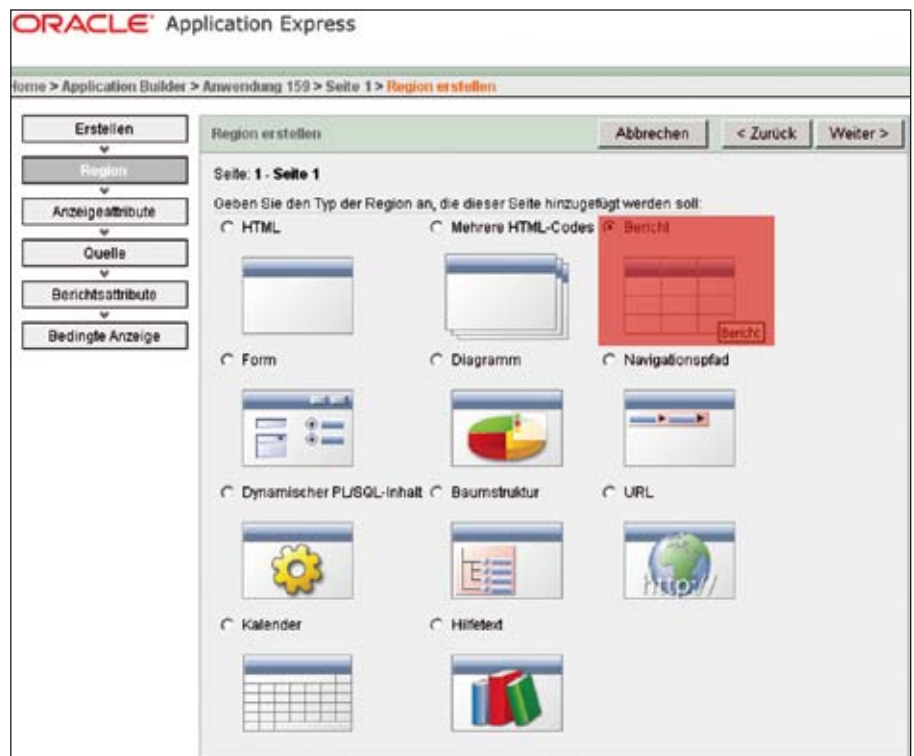 ORACLE Application Express
Home > Application Builder > Anwendung 159 > Seite 1 > Region erstellen
Erstellen
Region
Anzeigeattribute
Quelle
Berichtsattribute
Bedingte Anzeige
Region erstellen
Abbrechen
< Zurück
Weiter >
Seite: 1 - Seite 1
Geben Sie den Typ der Region an, die dieser Seite hinzugefügt werden soll:
HTML
Mehrere HTML-Codes
Bericht
Bericht
Form
Diagramm
Navigationspfad
Dynamischer PL/SQL-Inhalt
Baumstruktur
URL
http://
Kalender
Hilfetext